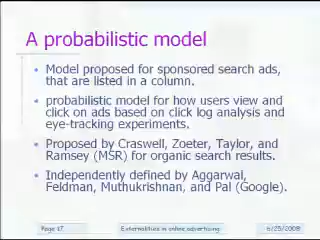 A probabilistic model
Model proposed for sponsored search ads,
that are listed in a column.
probabilistic model for how users view and
click on ads based on click log analysis and
eye-tracking experiments.
Proposed by Craswell, Zoeter, Taylor, and
Ramsey (MSR) for organic search results.
Independently defined by Aggarwal,
Feldman, Muthukrishnan, and Pal (Google).
Page 17 Externalities in online advertising 6/25/2008